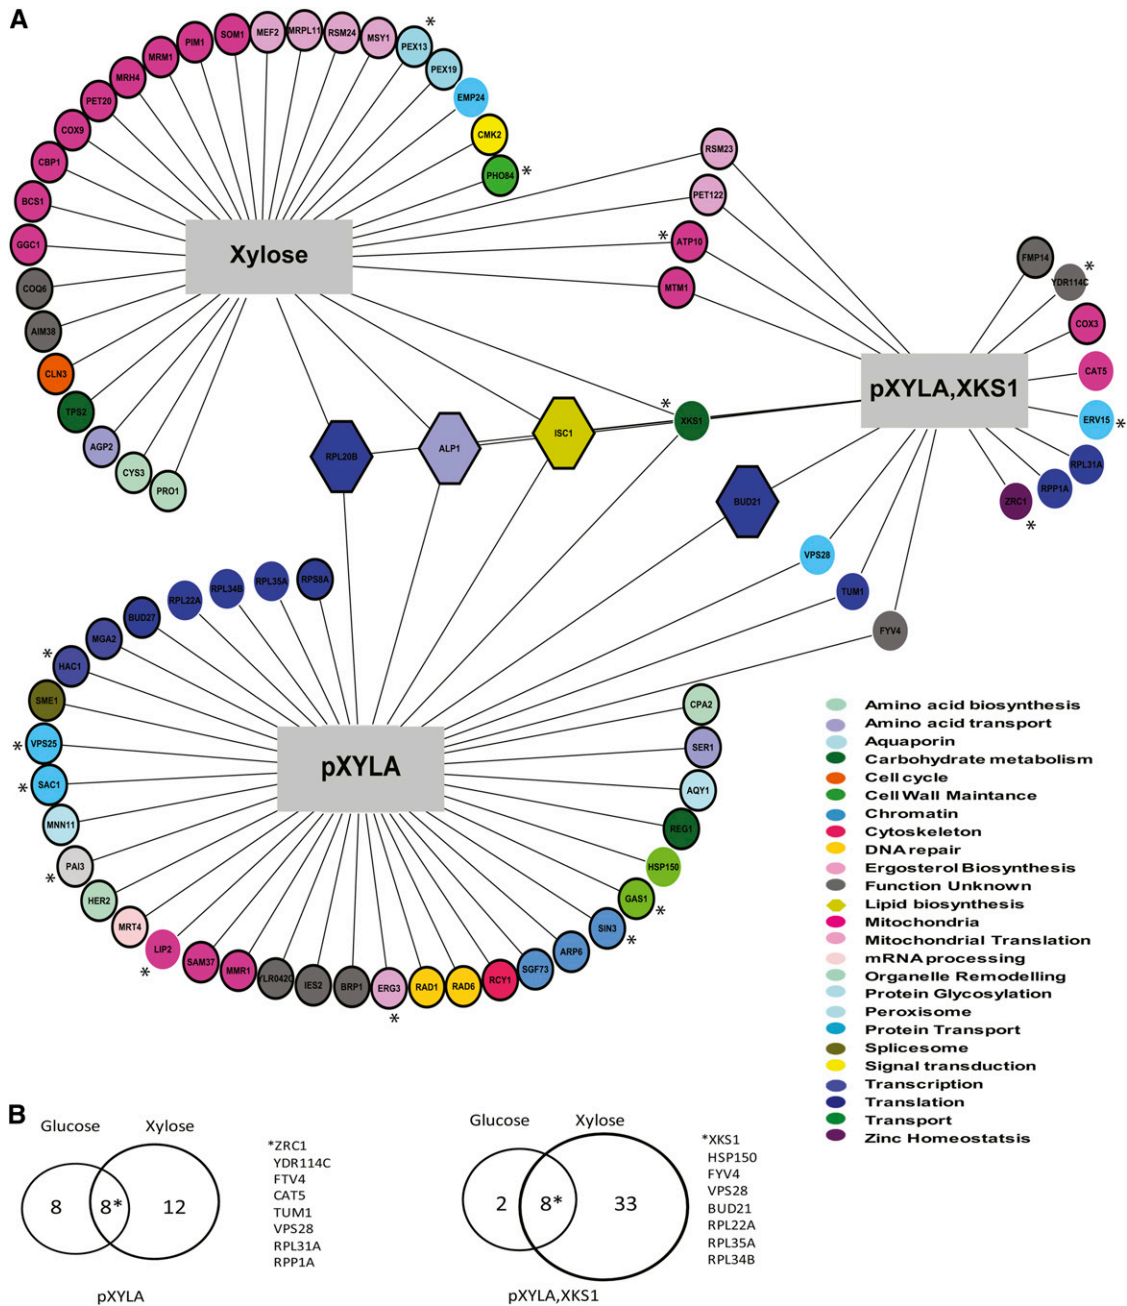 A
SOM1
MEF2
MRPL11
RSM24
MSY1
*
PEX13
PIM1
MRM1
PEX19
MRH4
EMP24
PET20
COX9
CMK2
CBP1
PHO84
*
BCS1
GGC1
COQ6
AIM38
CLN3
TPS2
AGP2
CYS3
PRO1
Xylose
RSM23
PET122
*
ATP10
MTM1
FMP14
*
YDR114C
COX3
CAT5
ERV15
*
RPL31A
RPP1A
ZRC1
*
pXYLA,XKS1
*
XKS1
ISC1
ALP1
RPL20B
BUD21
VPS28
TUM1
FYV4
RPS8A
RPL35A
RPL34B
RPL22A
BUD27
MGA2
*
HAC1
SME1
*
VPS25
*
SAC1
MNN11
*
PAI3
HER2
MRT4
LIP2
*
SAM37
MMR1
YLR042C
IES2
BRP1
ERG3
*
RAD1
RAD6
RCY1
SGF73
ARP6
SIN3
*
GAS1
*
HSP150
REG1
AQY1
SER1
CPA2
pXYLA
Amino acid biosynthesis
Amino acid transport
Aquaporin
Carbohydrate metabolism
Cell cycle
Cell Wall Maintance
Chromatin
Cytoskeleton
DNA repair
Ergosterol Biosynthesis
Function Unknown
Lipid biosynthesis
Mitochondria
Mitochondrial Translation
mRNA processing
Organelle Remodelling
Protein Glycosylation
Peroxisome
Protein Transport
Splicesome
Signal transduction
Transcription
Translation
Transport
Zinc Homeostatsis
B
Glucose
Xylose
8
8*
12
pXYLA
*ZRC1
YDR114C
FTV4
CAT5
TUM1
VPS28
RPL31A
RPP1A
Glucose
Xylose
2
8*
33
pXYLA,XKS1
*XKS1
HSP150
FYV4
VPS28
BUD21
RPL22A
RPL35A
RPL34B